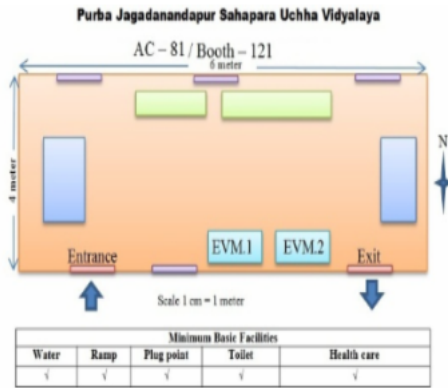 Purba Jagadanandapur Sahapara Uchha Vidyalaya
AC – 81 / Booth – 121
6 meter
4 meter
N
EVM.1 EVM.2
Entrance Exit
Scale 1 cm = 1 meter
Minimum Basic Facilities
Water Ramp Plug point Toilet Health care
√ √ √ √ √